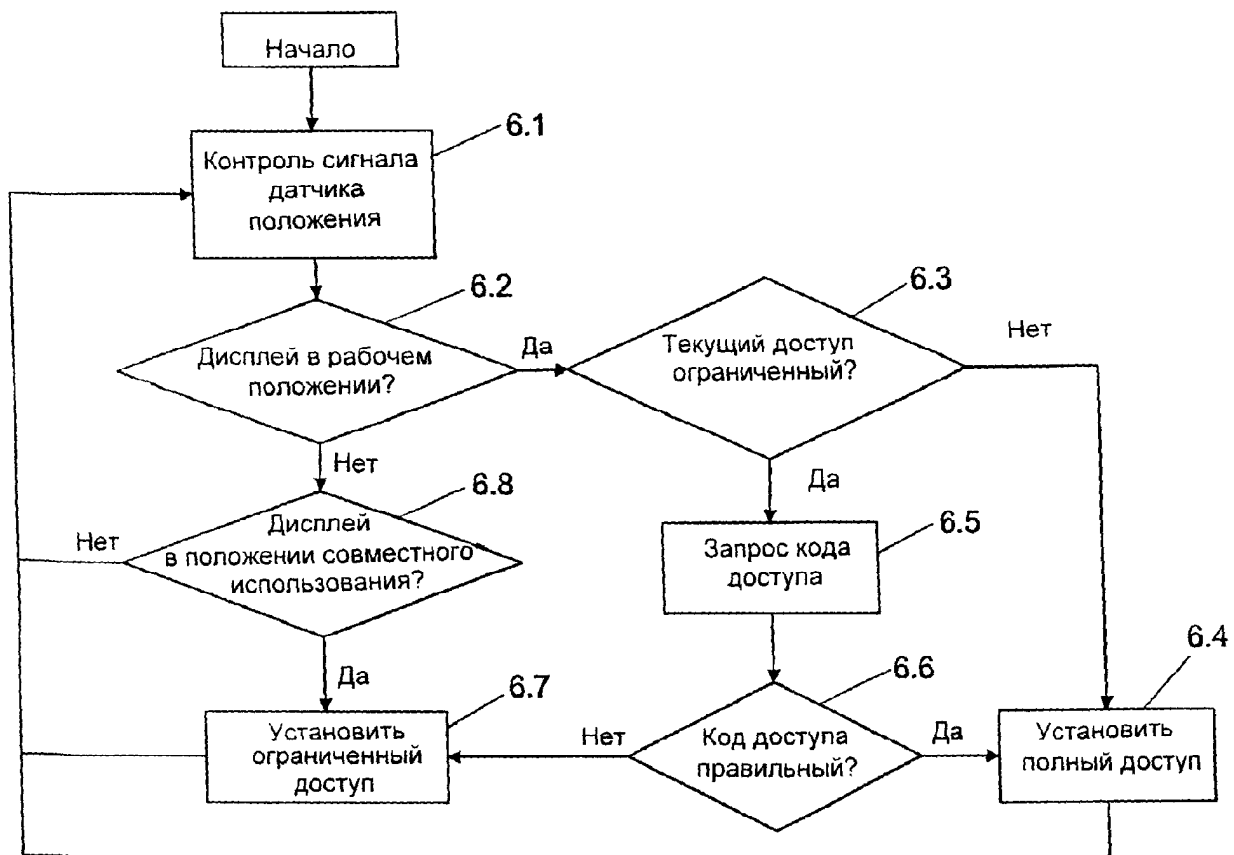 Начало
6.1
Контроль сигнала
датчика
положения
6.2
Дисплей в рабочем
положении?
Да
6.3
Текущий доступ
ограниченный?
Нет
Нет
Да
6.8
Дисплей
в положении совместного
использования?
Нет
6.5
Запрос кода
доступа
Да
6.7
Установить
ограниченный
доступ
Нет
6.6
Код доступа
правильный?
Да
6.4
Установить
полный доступ